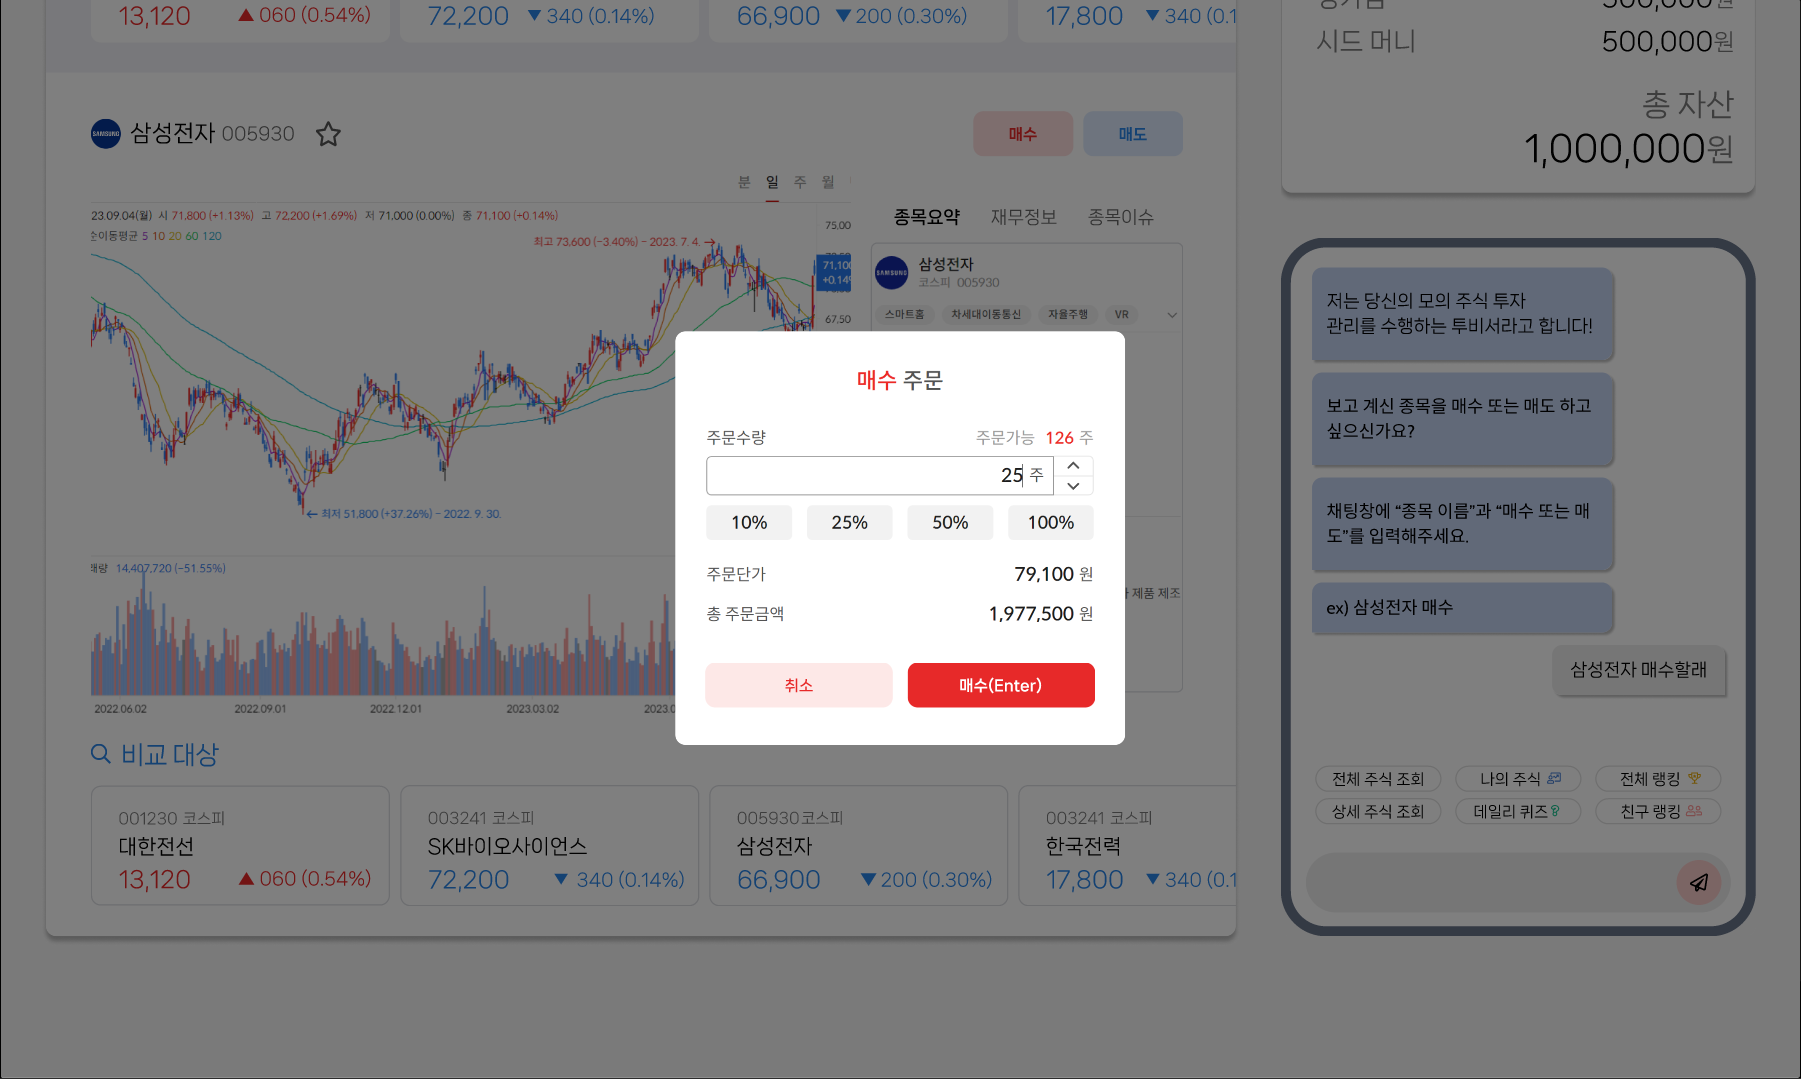 13,120 ▲ 060 (0.54%)
72,200 ▼ 340 (0.14%)
66,900 ▼ 200 (0.30%)
17,800 ▼ 340 (0.1
500,000원
시드 머니 500,000원
총 자산
1,000,000원
SAMSUNG 삼성전자 005930
매수 매도
분 일 주 월
23.09.04(월) 시 71,800 (+1.13%) 고 72,200 (+1.69%) 저 71.000 (0.00%) 종 71,100 (+0.14%)
순이동평균 5 10 20 60 120
최고 73,600 (−3.40%) − 2023. 7. 4. →
75.00
71,100
+0.14%
67.50
← 최저 51.800 (+37.26%) − 2022. 9. 30.
래량 14,407,720 (−51.55%)
2022.06.02 2022.09.01 2022.12.01 2023.03.02 2023.0
종목요약 재무정보 종목이슈
SAMSUNG 삼성전자
코스피 005930
스마트홈 차세대이동통신 자율주행 VR
제품 제조
매수 주문
주문수량 주문가능 126 주
25 주
10% 25% 50% 100%
주문단가 79,100 원
총 주문금액 1,977,500 원
취소 매수(Enter)
비교 대상
001230 코스피
대한전선
13,120 ▲ 060 (0.54%)
003241 코스피
SK바이오사이언스
72,200 ▼ 340 (0.14%)
005930코스피
삼성전자
66,900 ▼ 200 (0.30%)
003241 코스피
한국전력
17,800 ▼ 340 (0.1
저는 당신의 모의 주식 투자
관리를 수행하는 투비서라고 합니다!
보고 계신 종목을 매수 또는 매도 하고
싶으신가요?
채팅창에 “종목 이름”과 “매수 또는 매
도”를 입력해주세요.
ex) 삼성전자 매수
삼성전자 매수할래
전체 주식 조회 나의 주식 전체 랭킹
상세 주식 조회 데일리 퀴즈 친구 랭킹